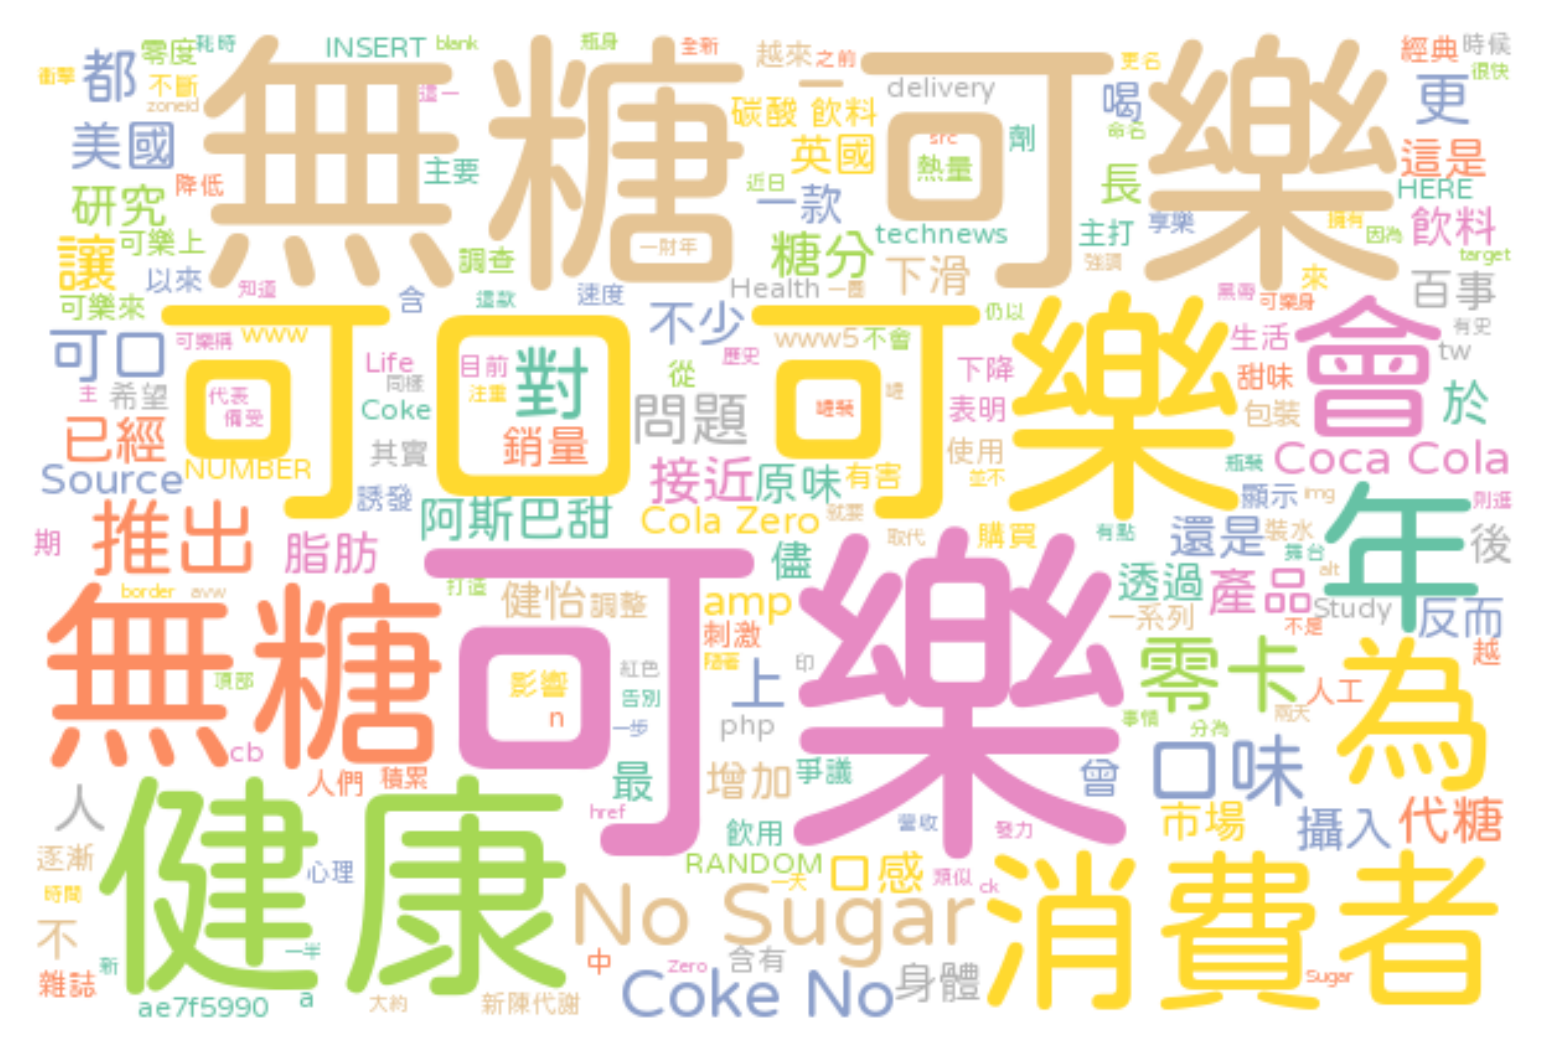 耗時
INSERT
blank
瓶身
全新
越來
之前
更名
經典
時候
很快
衝擊
都
零度
不斷
zoneid
這一
無糖
可樂
一
delivery
喝
更
美國
主要
碳酸
飲料
英國
src
熱量
劑
命名
這是
HERE
研究
降低
近日
一款
長
飲料
讓
可樂上
調查
一財年
糖分
technews
主打
享樂
擁有
因為
target
以來
知道
含
這款
速度
Health
一圈
下滑
強調
來
百事
可樂來
黑帶
可樂身
有史
可口
可樂稱
www
可口
可樂
不少
www5
不會
仍以
生活
會
tw
Life
目前
對
歷史
從
下降
甜味
主
希望
代表
備受
同樣
注重
Coke
銷量
問題
罐裝
罐
表明
包裝
於
已經
其實
接近
原味
有害
使用
並不
瓶裝
Coca Cola
Source
NUMBER
誘發
阿斯巴甜
Cola Zero
就要
顯示
img
則進
年
期
推出
脂肪
取代
購買
有點
還是
裝水
舞台
後
border
avw
打造
健怡
調整
儘
amp
透過
產品
alt
Study
反而
無糖
可樂
刺激
隨著
一系列
不是
越
頂部
影響
n
紅色
告別
一步
上
印
php
零卡
人工
為
事情
兩天
分為
cb
人們
積累
最
增加
爭議
曾
口味
人
健康
href
飲用
營收
發力
市場
攝入
代糖
逐漸
心理
RANDOM
一天
口感
類似
ck
消費者
時間
No Sugar
不
一半
新
雜誌
中
Zero
含有
身體
Sugar
ae7f5990
a
大約
新陳代謝
Coke No